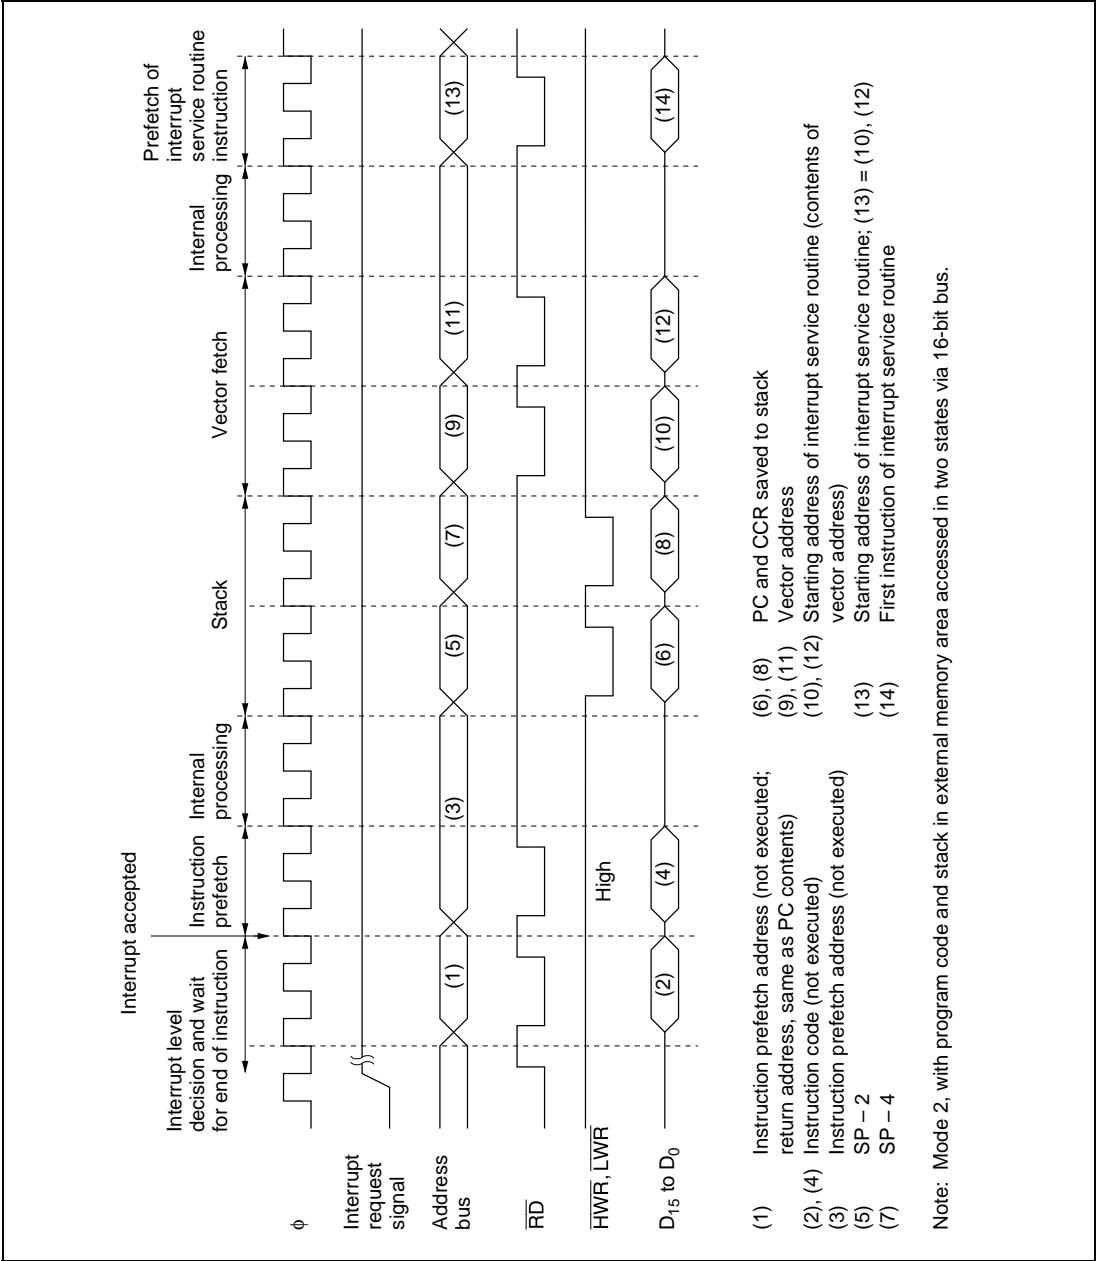 Interrupt accepted
Interrupt level
decision and wait
for end of instruction
Instruction
prefetch
Internal
processing
Stack
Vector fetch
Internal
processing
Prefetch of
interrupt
service routine
instruction
φ
Interrupt
request
signal
Address
bus
(1)
(3)
(5)
(7)
(9)
(11)
(13)
RD
HWR, LWR
High
D15 to D0
(2)
(4)
(6)
(8)
(10)
(12)
(14)
(1) Instruction prefetch address (not executed;
return address, same as PC contents)
(2), (4) Instruction code (not executed)
(3) Instruction prefetch address (not executed)
(5) SP – 2
(7) SP – 4
(6), (8) PC and CCR saved to stack
(9), (11) Vector address
(10), (12) Starting address of interrupt service routine (contents of
vector address)
(13) Starting address of interrupt service routine; (13) = (10), (12)
(14) First instruction of interrupt service routine
Note: Mode 2, with program code and stack in external memory area accessed in two states via 16-bit bus.